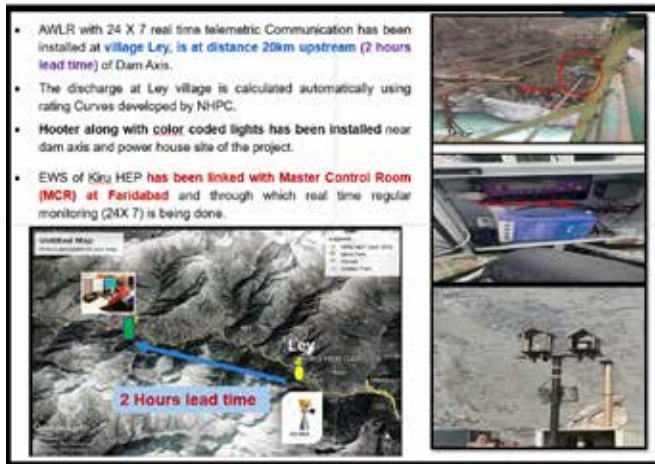 • AWLR with 24 X 7 real time telemetric Communication has been
installed at village Ley, is at distance 20km upstream (2 hours
lead time) of Dam Axis.
• The discharge at Ley village is calculated automatically using
rating Curves developed by NHPC.
• Hooter along with color coded lights has been installed near
dam axis and power house site of the project.
• EWS of Kiru HEP has been linked with Master Control Room
(MCR) at Faridabad and through which real time regular
monitoring (24X 7) is being done.
Untitled Map
Ley
2 Hours lead time